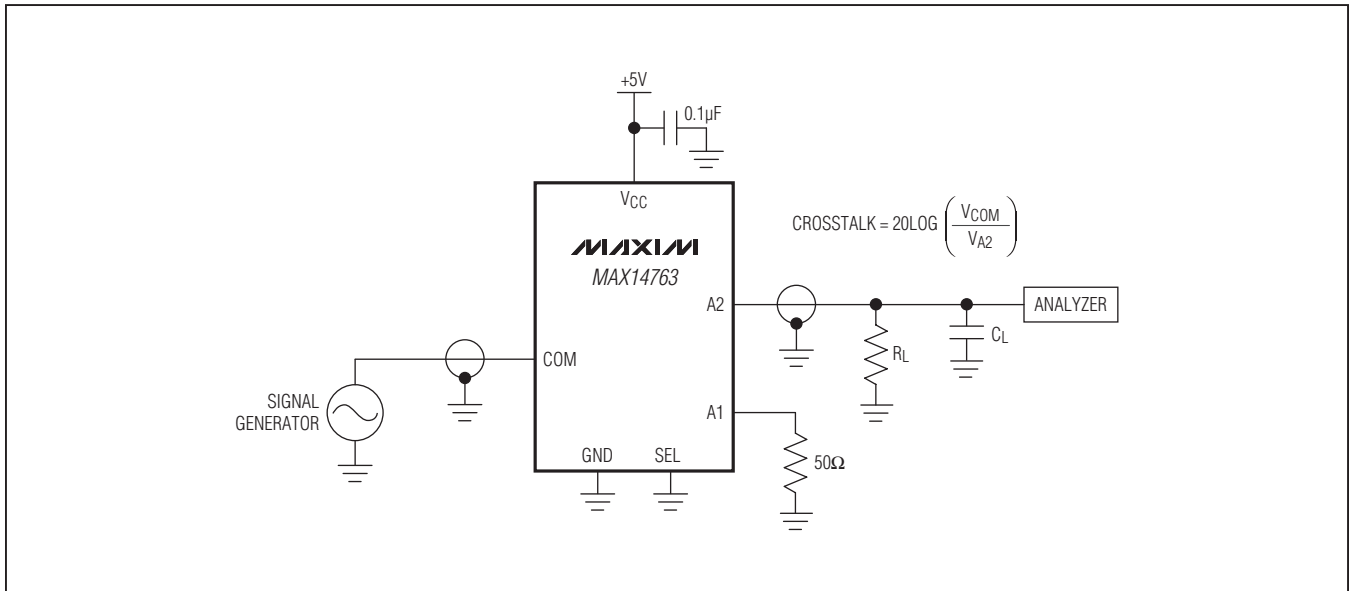 +5V
0.1µF
VCC
MAXIM
MAX14763
CROSSTALK = 20LOG (VCOM / VA2)
A2
ANALYZER
RL
CL
COM
SIGNAL
GENERATOR
A1
50Ω
GND SEL